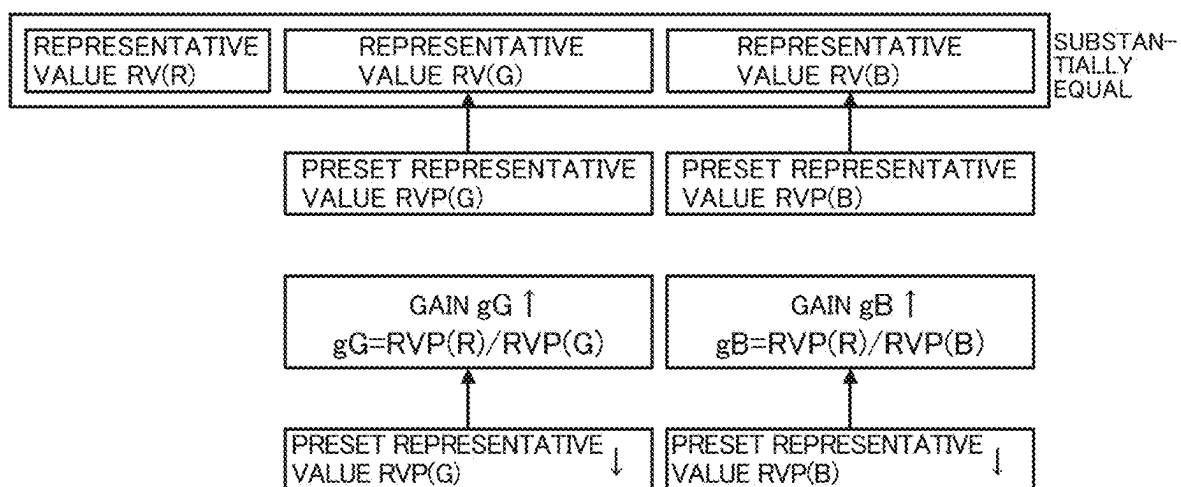 REPRESENTATIVE
VALUE RV(R)
REPRESENTATIVE
VALUE RV(G)
REPRESENTATIVE
VALUE RV(B)
SUBSTAN-
TIALLY
EQUAL
PRESET REPRESENTATIVE
VALUE RVP(G)
PRESET REPRESENTATIVE
VALUE RVP(B)
GAIN gG ↑
gG=RVP(R)/RVP(G)
GAIN gB ↑
gB=RVP(R)/RVP(B)
PRESET REPRESENTATIVE
VALUE RVP(G) ↓
PRESET REPRESENTATIVE
VALUE RVP(B) ↓